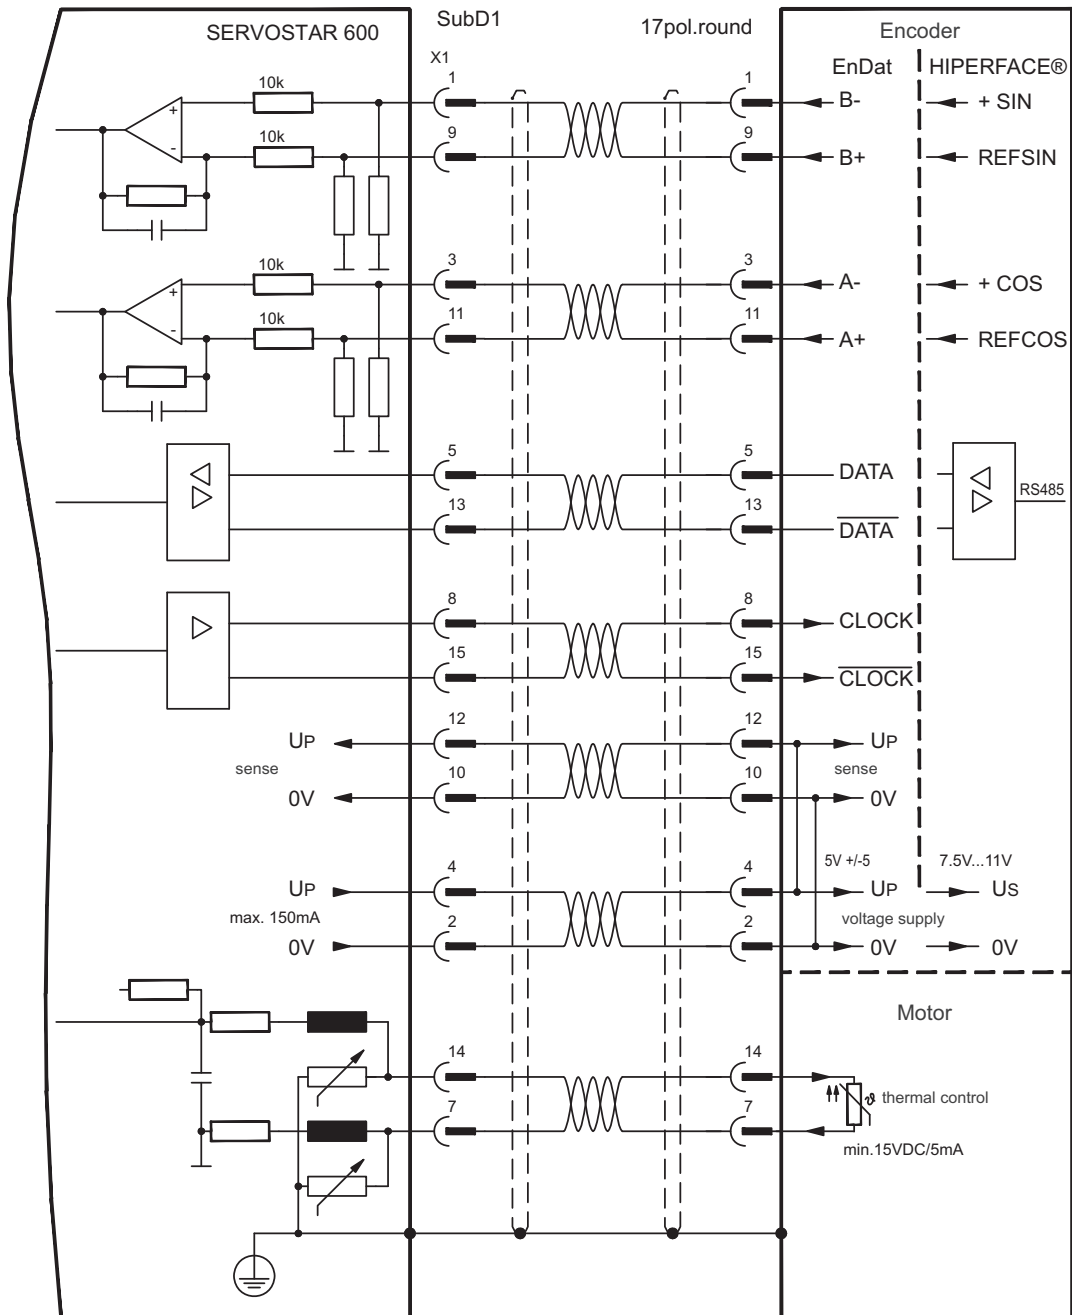 SERVOSTAR 600
SubD1
17pol.round
Encoder
X1
EnDat
HIPERFACE®
10k
+
1
1
B-
+ SIN
10k
-
9
9
B+
REFSIN
10k
+
3
3
A-
+ COS
10k
-
11
11
A+
REFCOS
5
5
DATA
RS485
13
13
DATA
8
8
CLOCK
15
15
CLOCK
UP
12
12
UP
sense
sense
0V
10
10
0V
5V +/-5
7.5V...11V
UP
4
4
UP
US
max. 150mA
voltage supply
0V
2
2
0V
0V
Motor
14
14
ϑ thermal control
7
7
min.15VDC/5mA